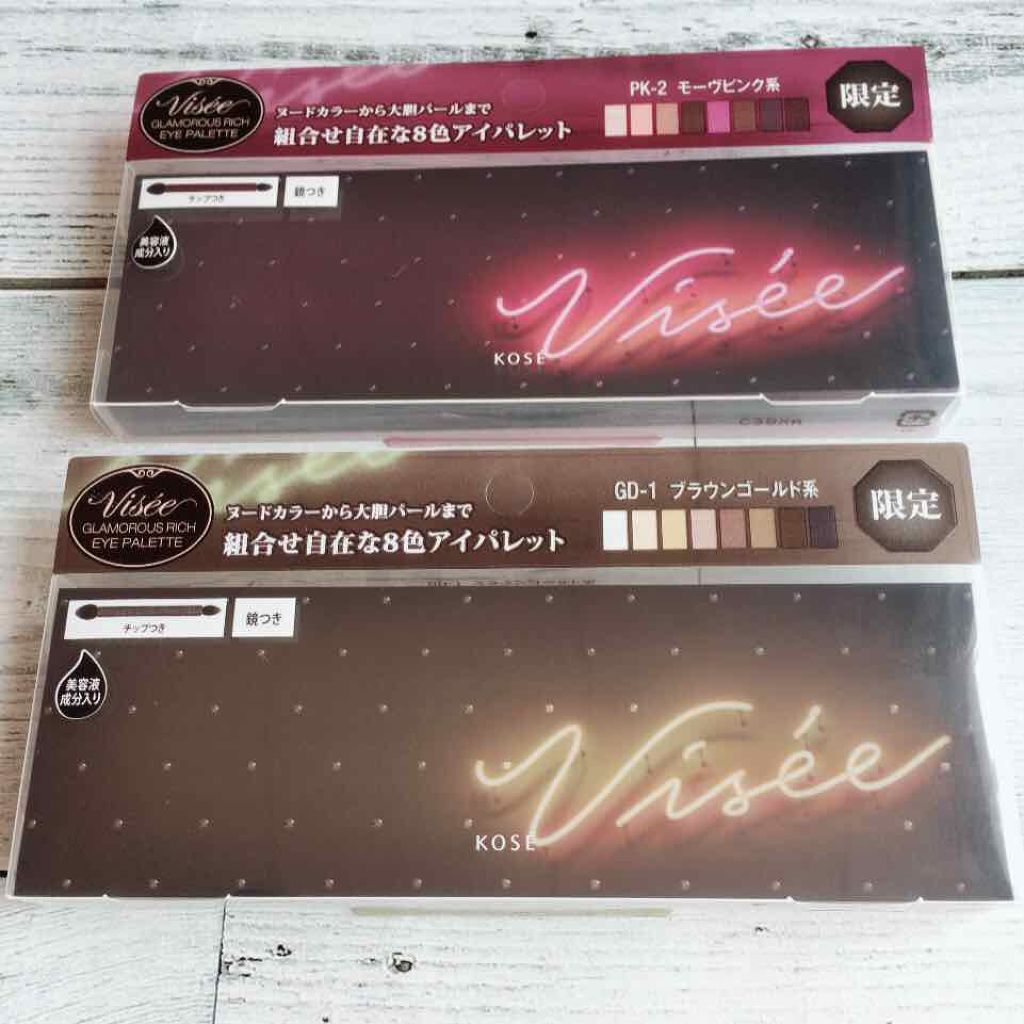 Visée
GLAMOROUS RICH
EYE PALETTE
ヌードカラーから大胆パールまで
組合せ自在な8色アイパレット
PK-2 モーヴピンク系
限定
チップつき
鏡つき
美容液
成分入り
Visée
KOSÉ
Visée
GLAMOROUS RICH
EYE PALETTE
ヌードカラーから大胆パールまで
組合せ自在な8色アイパレット
GD-1 ブラウンゴールド系
限定
チップつき
鏡つき
美容液
成分入り
Visée
KOSÉ